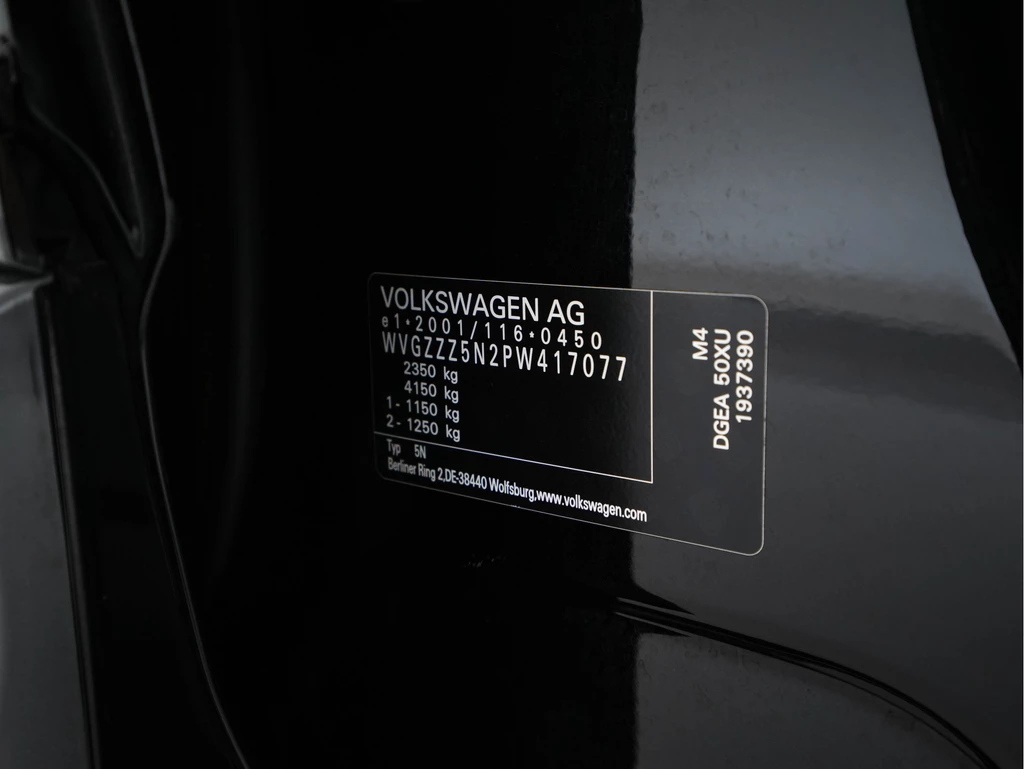 VOLKSWAGEN AG
e1*2001/116*0450
WVGZZZ5N2PW417077
2350 kg
4150 kg
1- 1150 kg
2- 1250 kg
Typ 5N
Berliner Ring 2,DE-38440 Wolfsburg,www.volkswagen.com
M4
DGEA 50XU
1937390